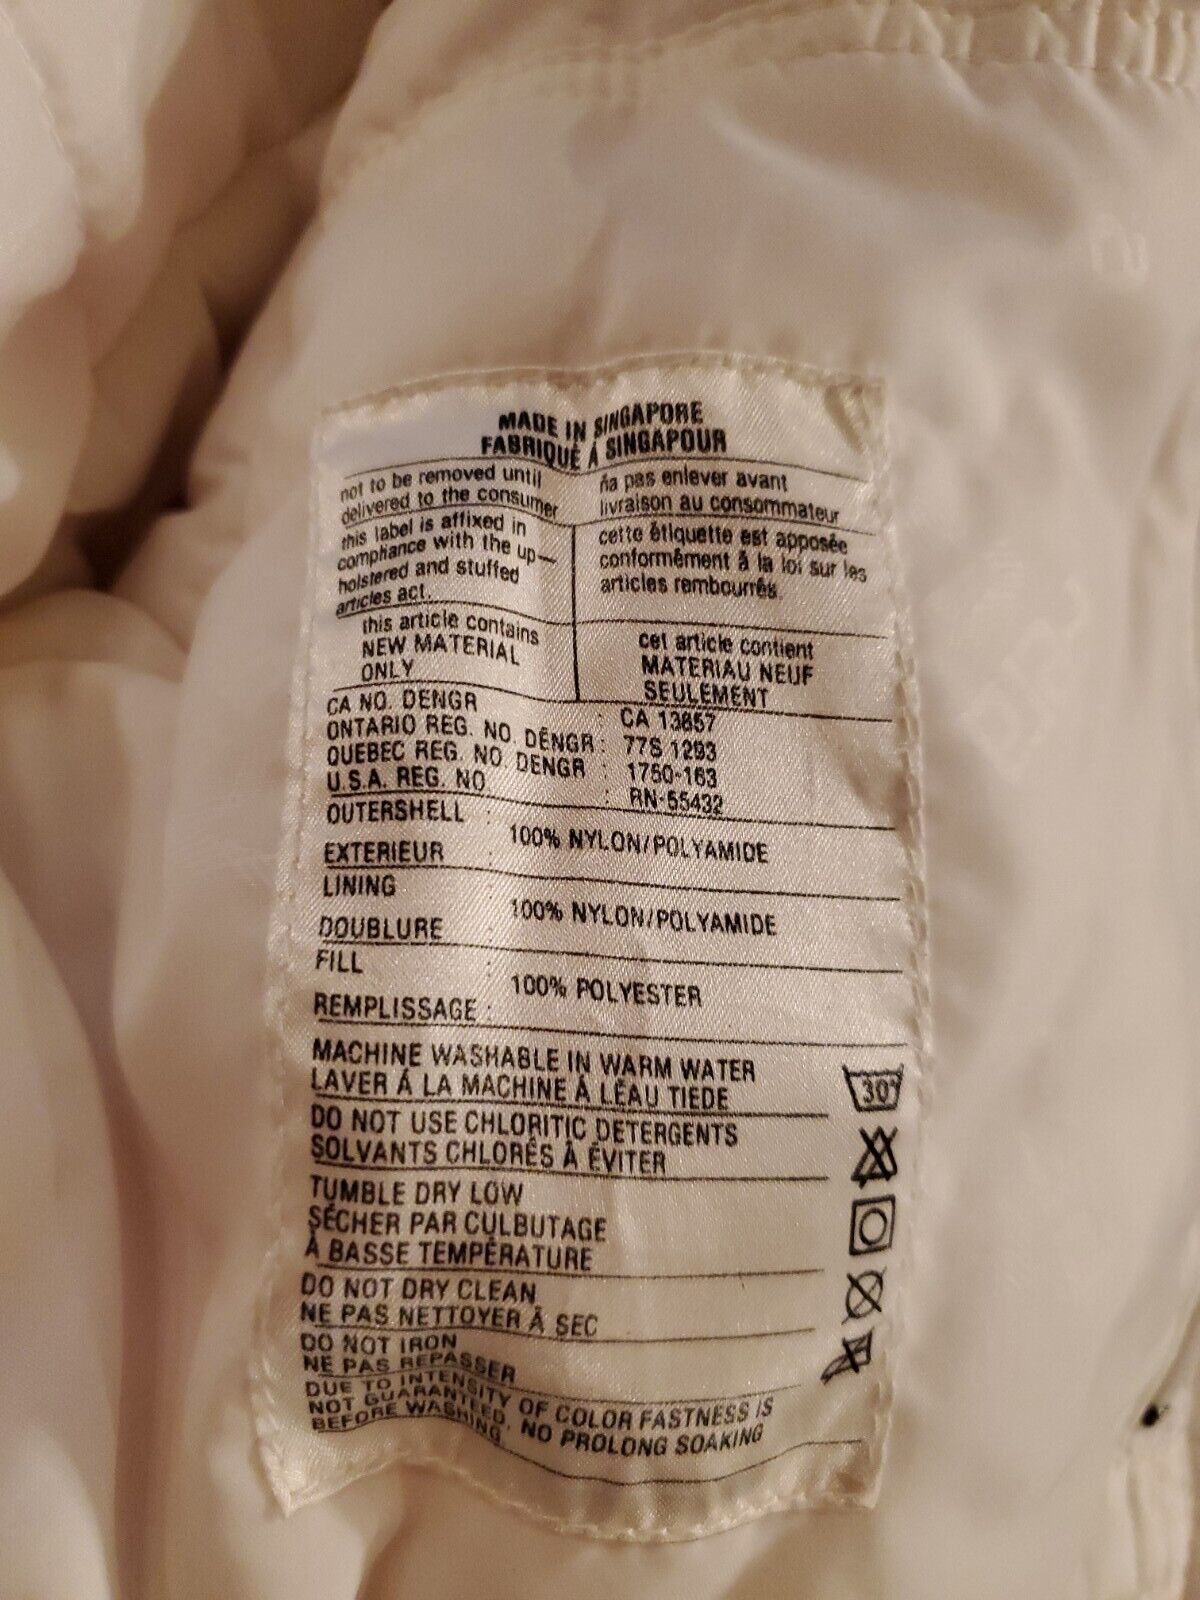 MADE IN SINGAPORE
FABRIQUÉ Á SINGAPOUR
not to be removed until
delivered to the consumer
ña pas enlever avant
livraison au consommateur
this label is affixed in
compliance with the up-
holstered and stuffed
articles act.
cette êtiquette est apposée
conformêment â la loi sur les
articles rembourrés.
this article contains
NEW MATERIAL
ONLY
cet article contient
MATERIAU NEUF
SEULEMENT
CA NO. DENGR : CA 13857
ONTARIO REG. NO. DÊNGR : 77S 1293
QUEBEC REG. NO. DENGR : 1750-163
U.S.A. REG. NO. : RN-55432
OUTERSHELL :
100% NYLON/POLYAMIDE
EXTERIEUR :
LINING :
100% NYLON/POLYAMIDE
DOUBLURE :
FILL :
100% POLYESTER
REMPLISSAGE :
MACHINE WASHABLE IN WARM WATER
LAVER Á LA MACHINE Á LÉAU TIEDE
30°
DO NOT USE CHLORITIC DETERGENTS
SOLVANTS CHLORÊS Â ÉVITER
TUMBLE DRY LOW
SÉCHER PAR CULBUTAGE
Â BASSE TEMPÉRATURE
DO NOT DRY CLEAN
NE PAS NETTOYER Â SEC
DO NOT IRON
NE PAS REPASSER
DUE TO INTENSITY OF COLOR FASTNESS IS
NOT GUARANTEED, NO PROLONG SOAKING
BEFORE WASHING